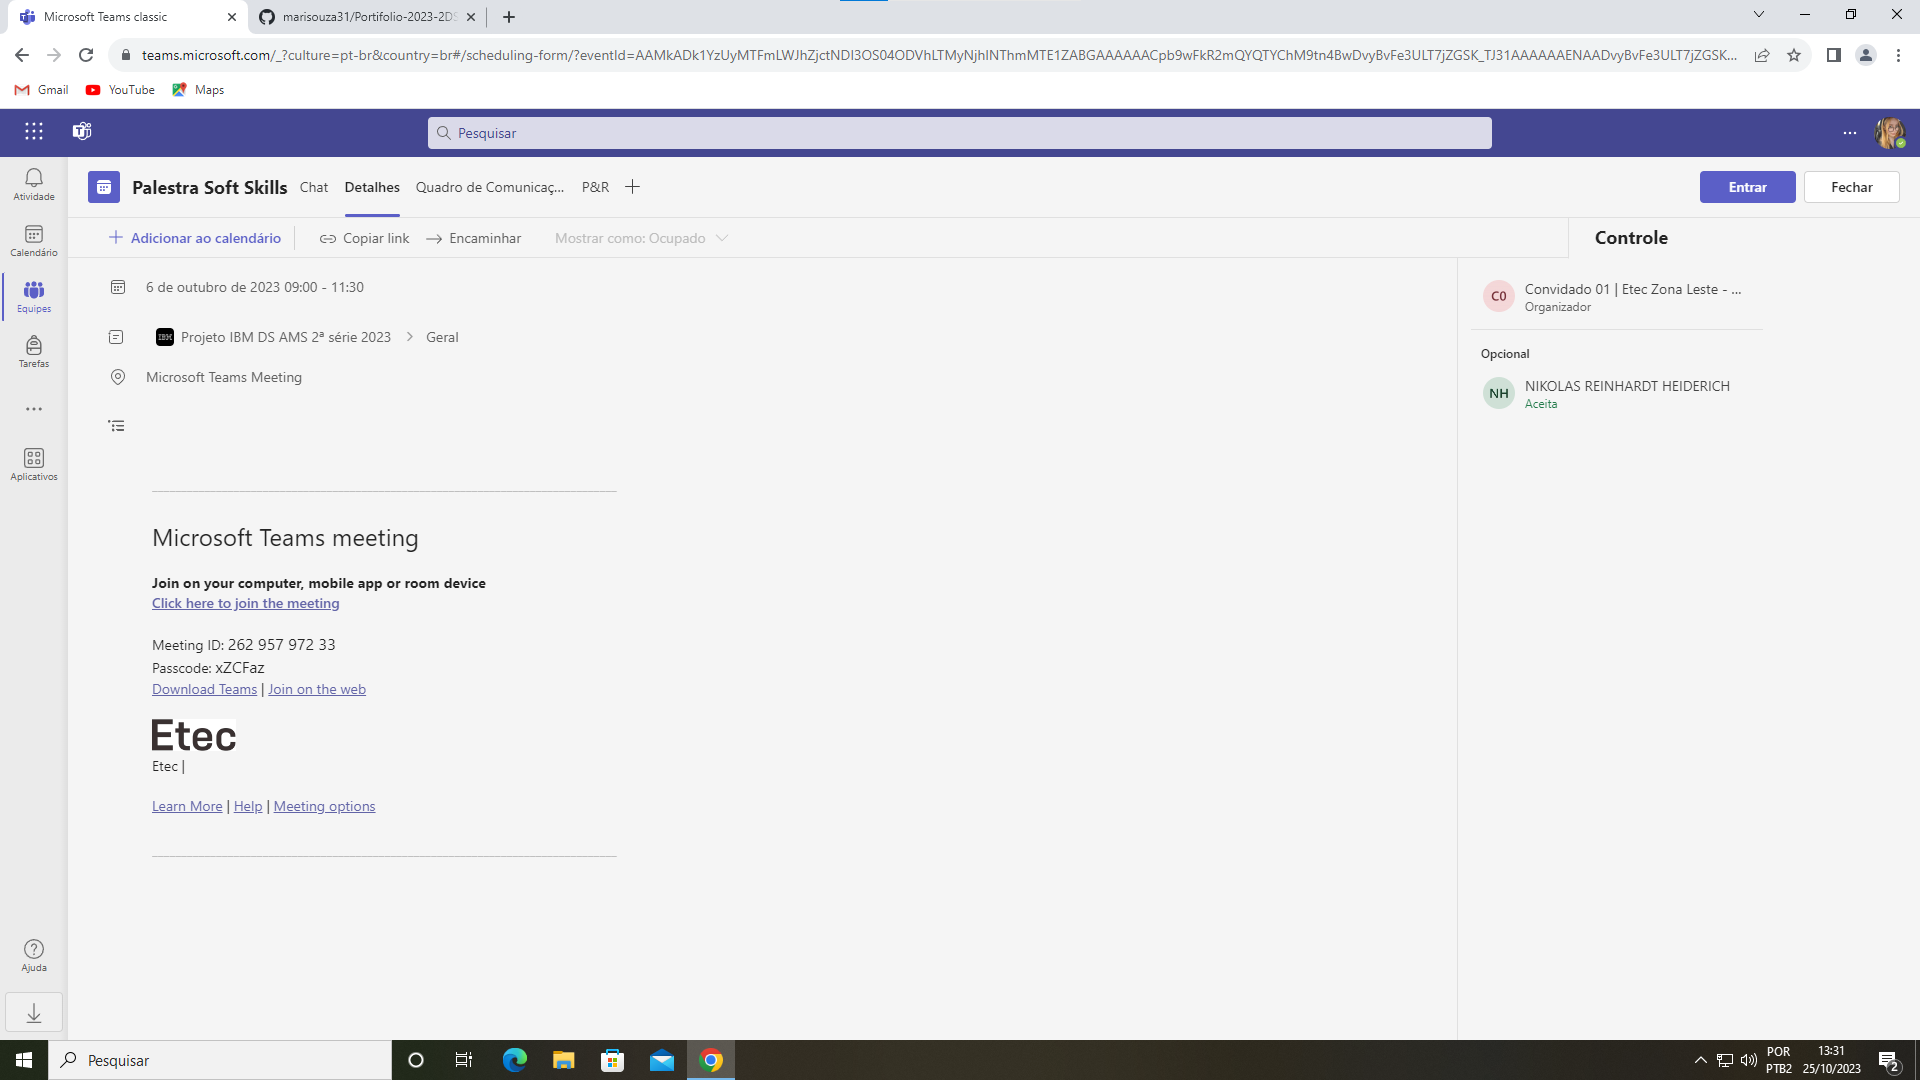 Microsoft Teams classic
marisouza31/Portifolio-2023-2DS
teams.microsoft.com/_?culture=pt-br&country=br#/scheduling-form/?eventId=AAMkADk1YzUyMTFmLWJhZjctNDI3OS04ODVhLTMyNjhlNThmMTE1ZABGAAAAAACpb9wFkR2mQYQTYChM9tn4BwDvyBvFe3ULT7jZGSK_TJ31AAAAAAENAADvyBvFe3ULT7jZGSK...
Gmail
YouTube
Maps
Pesquisar
Atividade
Calendário
Equipes
Tarefas
Aplicativos
Ajuda
Palestra Soft Skills
Chat
Detalhes
Quadro de Comunicaç...
P&R
Entrar
Fechar
Adicionar ao calendário
Copiar link
Encaminhar
Mostrar como: Ocupado
Controle
6 de outubro de 2023 09:00 - 11:30
IBM Projeto IBM DS AMS 2ª série 2023 > Geral
Microsoft Teams Meeting
C0
Convidado 01 | Etec Zona Leste - ...
Organizador
Opcional
NH
NIKOLAS REINHARDT HEIDERICH
Aceita
Microsoft Teams meeting
Join on your computer, mobile app or room device
Click here to join the meeting
Meeting ID: 262 957 972 33
Passcode: xZCFaz
Download Teams | Join on the web
Etec
Etec |
Learn More | Help | Meeting options
Pesquisar
POR
PTB2
13:31
25/10/2023
2